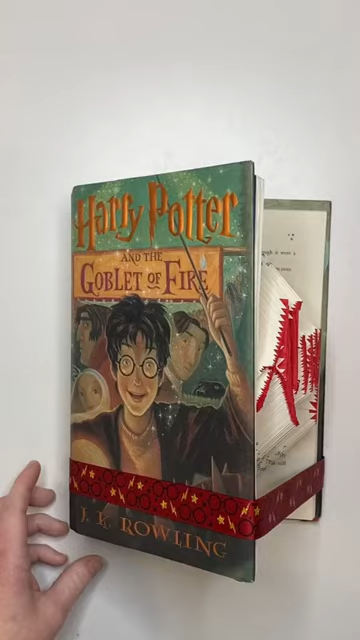 Harry Potter
AND THE
GOBLET OF FIRE
J. K. ROWLING